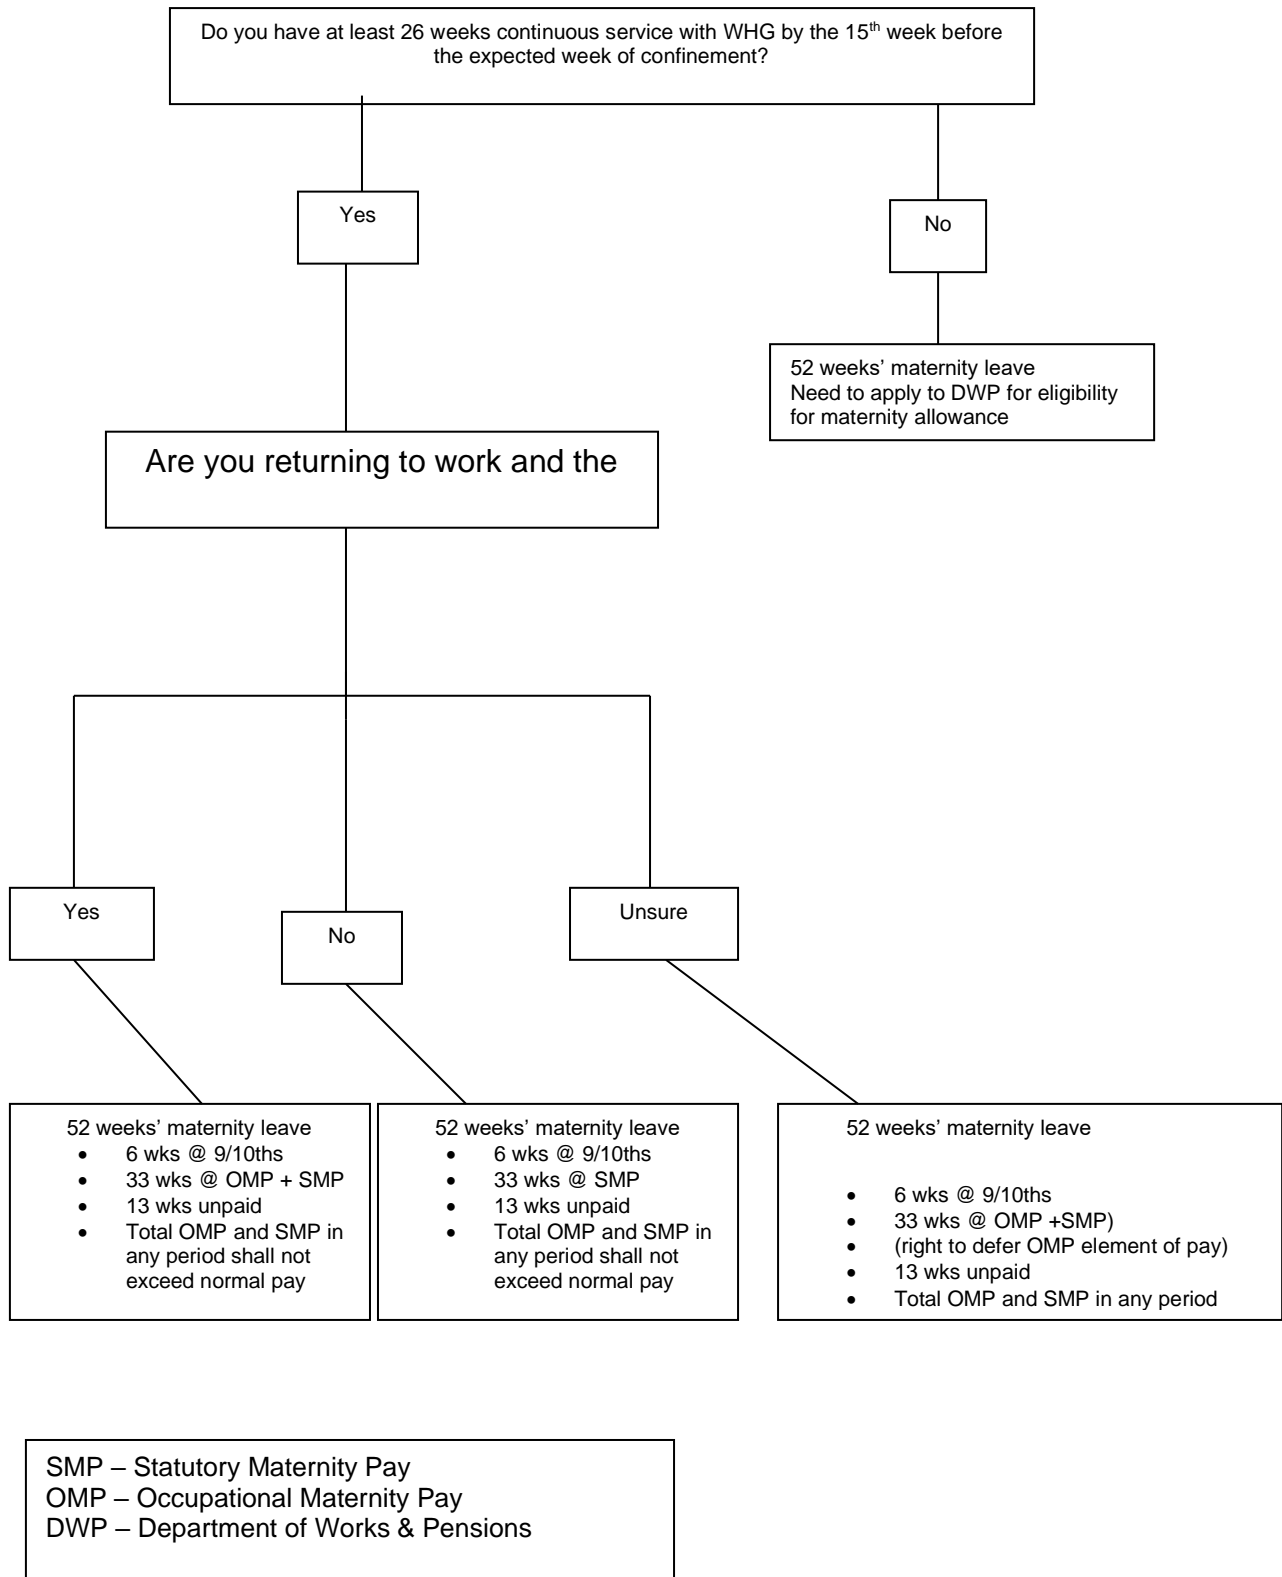 Do you have at least 26 weeks continuous service with WHG by the 15th week before
the expected week of confinement?
Yes
No
52 weeks’ maternity leave
Need to apply to DWP for eligibility
for maternity allowance
Are you returning to work and the
Yes
No
Unsure
52 weeks’ maternity leave
• 6 wks @ 9/10ths
• 33 wks @ OMP + SMP
• 13 wks unpaid
• Total OMP and SMP in
any period shall not
exceed normal pay
52 weeks’ maternity leave
• 6 wks @ 9/10ths
• 33 wks @ SMP
• 13 wks unpaid
• Total OMP and SMP in
any period shall not
exceed normal pay
52 weeks’ maternity leave
• 6 wks @ 9/10ths
• 33 wks @ OMP +SMP)
• (right to defer OMP element of pay)
• 13 wks unpaid
• Total OMP and SMP in any period
SMP – Statutory Maternity Pay
OMP – Occupational Maternity Pay
DWP – Department of Works & Pensions